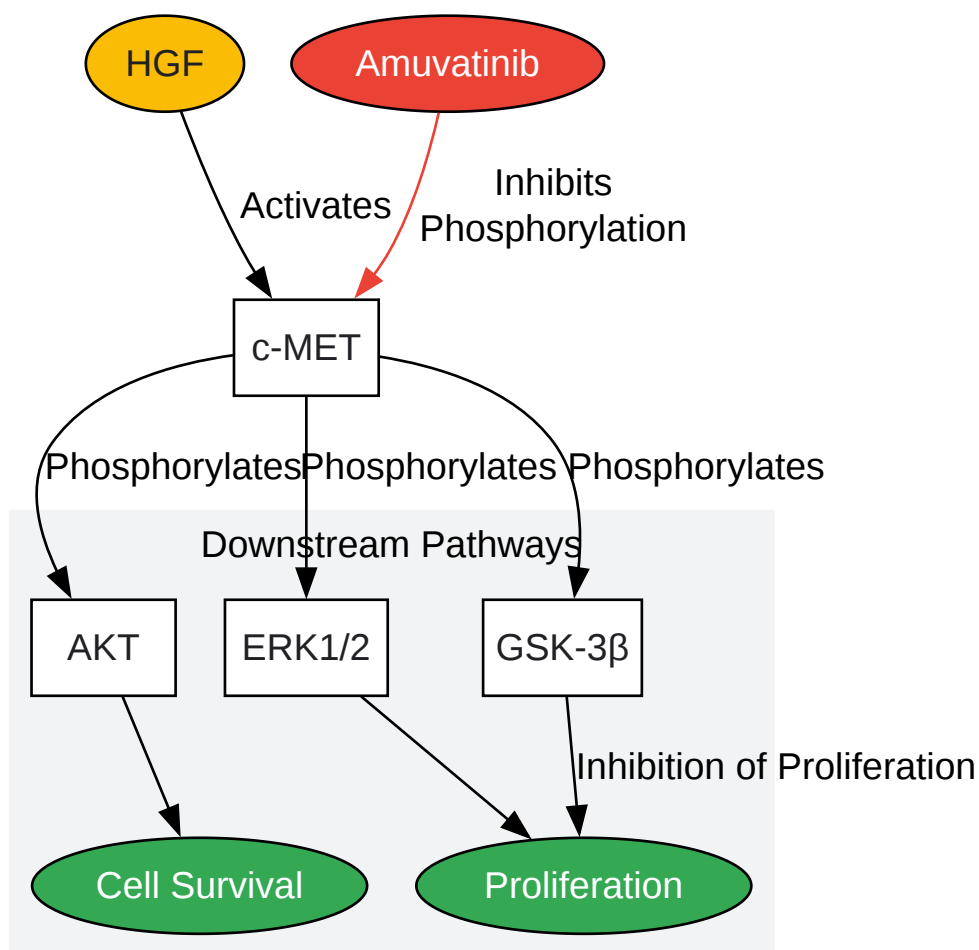 HGF
Amuvatinib
Activates
Inhibits
Phosphorylation
c-MET
Phosphorylates
Phosphorylates
Phosphorylates
Downstream Pathways
AKT
ERK1/2
GSK-3β
Inhibition of Proliferation
Cell Survival
Proliferation